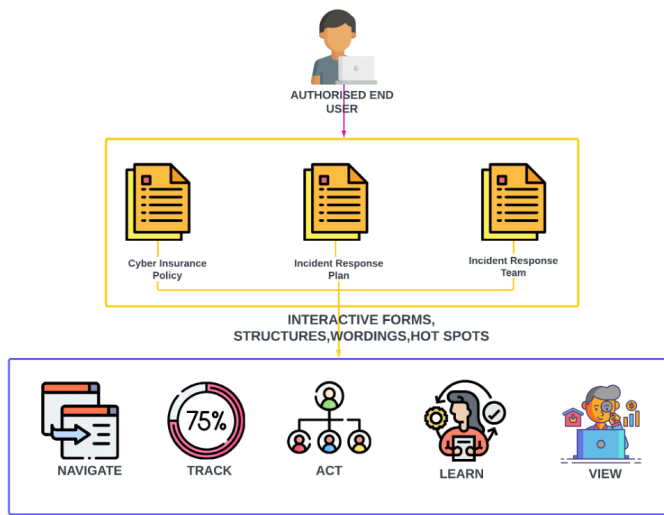 AUTHORISED END
USER
Cyber Insurance
Policy
Incident Response
Plan
Incident Response
Team
INTERACTIVE FORMS,
STRUCTURES,WORDINGS,HOT SPOTS
75%
NAVIGATE
TRACK
ACT
LEARN
VIEW